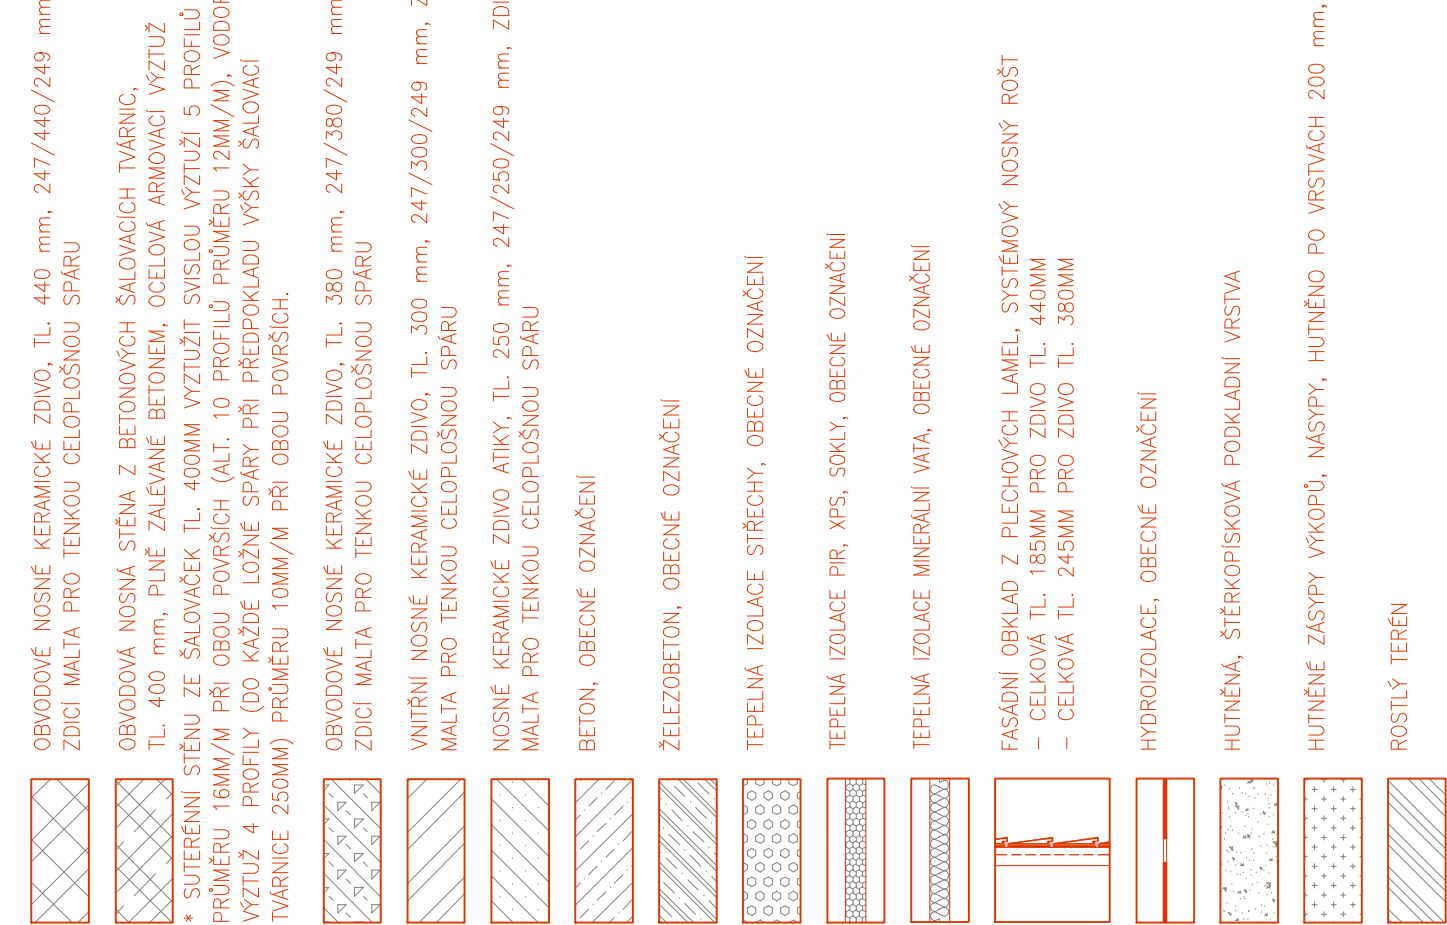 OBVODOVÉ NOSNÉ KERAMICKÉ ZDIVO, TL. 440 mm, 247/440/249 mm
ZDICÍ MALTA PRO TENKOU CELOPLOŠNOU SPÁRU
OBVODOVÁ NOSNÁ STĚNA Z BETONOVÝCH ŠALOVACÍCH TVÁRNIC,
TL. 400 mm, PLNĚ ZALÉVANÉ BETONEM, OCELOVÁ ARMOVACÍ VÝZTUŽ
* SUTERÉNNÍ STĚNU ZE ŠALOVAČEK TL. 400MM VYZTUŽIT SVISLOU VÝZTUŽÍ 5 PROFILŮ
PRŮMĚRU 16MM/M PŘI OBOU POVRŠÍCH (ALT. 10 PROFILŮ PRŮMĚRU 12MM/M),
VÝZTUŽ 4 PROFILY (DO KAŽDÉ LOŽNÉ SPÁRY PŘI PŘEDPOKLADU VÝŠKY ŠALOVACÍ
TVÁRNICE 250MM) PRŮMĚRU 10MM/M PŘI OBOU POVRŠÍCH.
OBVODOVÉ NOSNÉ KERAMICKÉ ZDIVO, TL. 380 mm, 247/380/249 mm
ZDICÍ MALTA PRO TENKOU CELOPLOŠNOU SPÁRU
VNITŘNÍ NOSNÉ KERAMICKÉ ZDIVO, TL. 300 mm, 247/300/249 mm,
MALTA PRO TENKOU CELOPLOŠNOU SPÁRU
NOSNÉ KERAMICKÉ ZDIVO ATIKY, TL. 250 mm, 247/250/249 mm,
MALTA PRO TENKOU CELOPLOŠNOU SPÁRU
BETON, OBECNÉ OZNAČENÍ
ŽELEZOBETON, OBECNÉ OZNAČENÍ
TEPELNÁ IZOLACE STŘECHY, OBECNÉ OZNAČENÍ
TEPELNÁ IZOLACE PIR, XPS, SOKLY, OBECNÉ OZNAČENÍ
TEPELNÁ IZOLACE MINERÁLNÍ VATA, OBECNÉ OZNAČENÍ
FASÁDNÍ OBKLAD Z PLECHOVÝCH LAMEL, SYSTÉMOVÝ NOSNÝ ROŠT
– CELKOVÁ TL. 185MM PRO ZDIVO TL. 440MM
– CELKOVÁ TL. 245MM PRO ZDIVO TL. 380MM
HYDROIZOLACE, OBECNÉ OZNAČENÍ
HUTNĚNÁ, ŠTĚRKOPÍSKOVÁ PODKLADNÍ VRSTVA
HUTNĚNÉ ZÁSYPY VÝKOPŮ, NÁSYPY, HUTNĚNO PO VRSTVÁCH 200 mm,
ROSTLÝ TERÉN